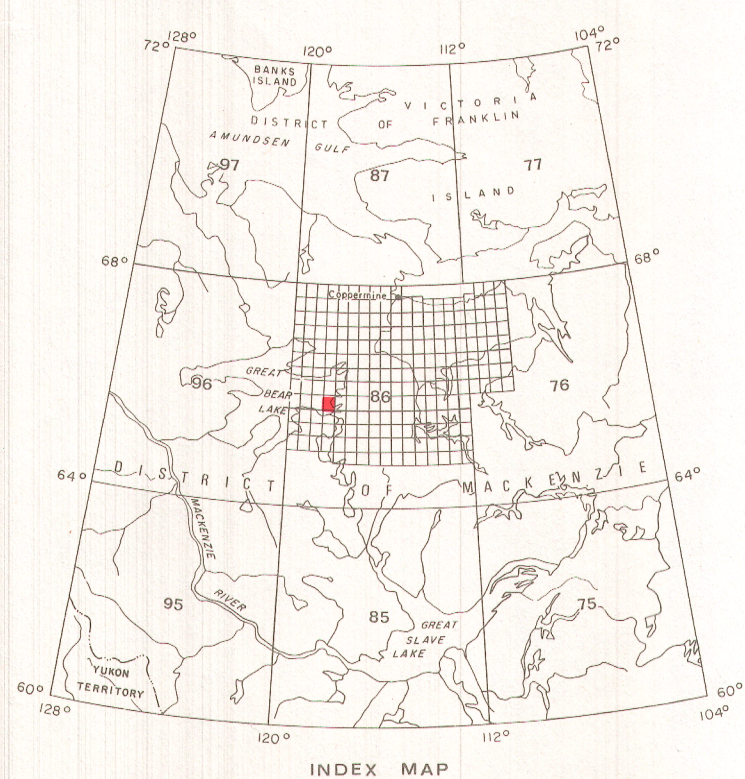 128°
120°
112°
104°
72°
72°
BANKS
ISLAND
VICTORIA
DISTRICT OF FRANKLIN
AMUNDSEN GULF
97
87
77
ISLAND
68°
68°
Coppermine
GREAT
96
BEAR
86
76
LAKE
64°
DISTRICT OF MACKENZIE
64°
MACKENZIE
RIVER
95
85
75
GREAT
SLAVE
LAKE
YUKON
TERRITORY
60°
60°
128°
104°
120°
112°
INDEX MAP